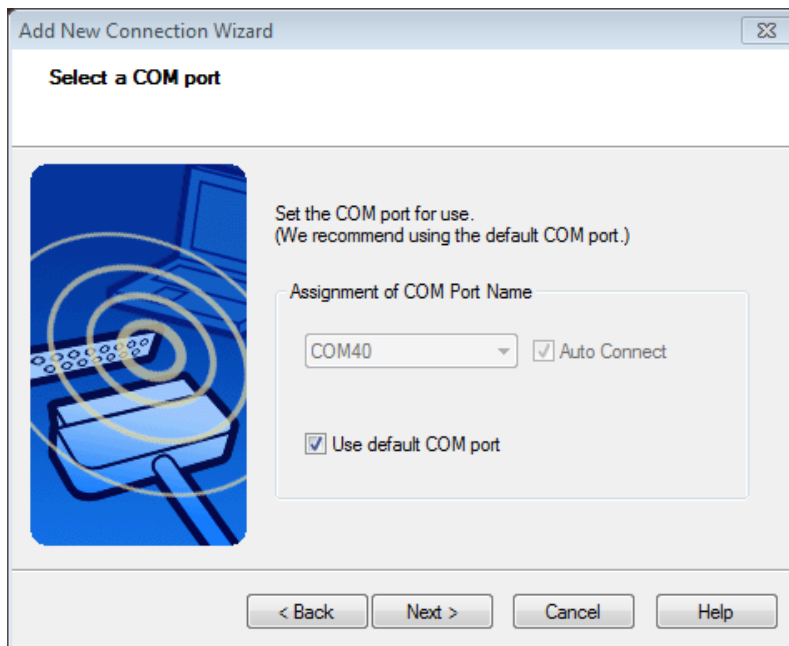 Add New Connection Wizard
Select a COM port
Set the COM port for use.
(We recommend using the default COM port.)
Assignment of COM Port Name
COM40
Auto Connect
Use default COM port
< Back
Next >
Cancel
Help